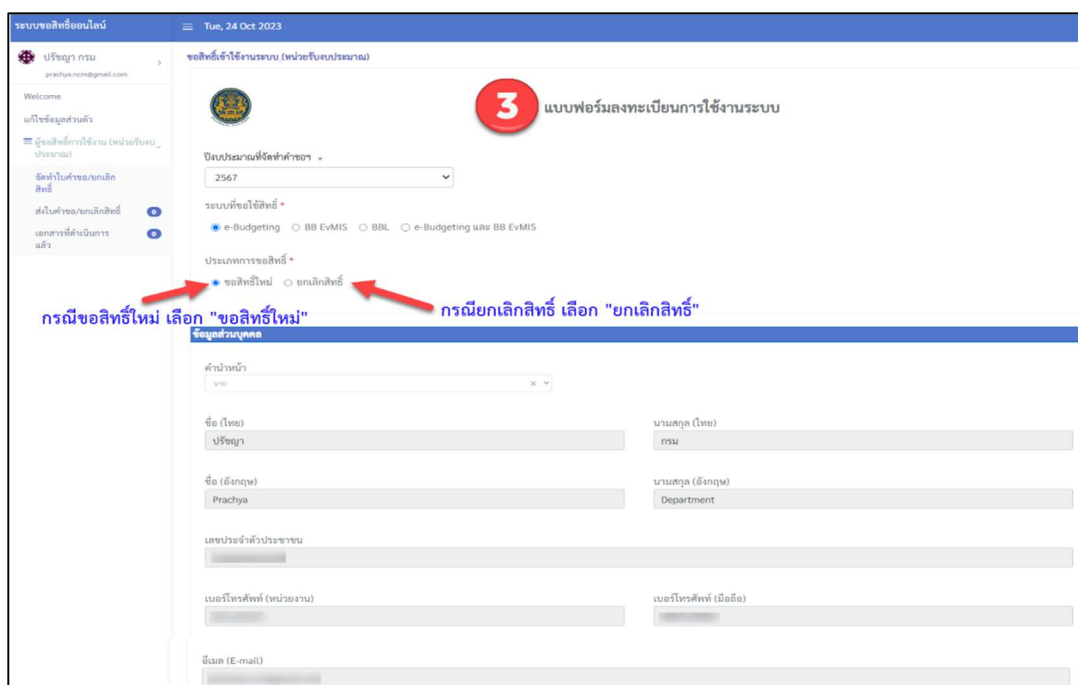 ระบบขอสิทธิ์ออนไลน์
Tue, 24 Oct 2023
ปรัชญา กรม
prachya.ncm@gmail.com
Welcome
แก้ไขข้อมูลส่วนตัว
ผู้ขอสิทธิ์การใช้งาน (หน่วยรับงบ
ประมาณ)
จัดทำใบคำขอ/ยกเลิก
สิทธิ์
ส่งใบคำขอ/ยกเลิกสิทธิ์ 0
เอกสารที่ดำเนินการ 0
แล้ว
ขอสิทธิ์เข้าใช้งานระบบ (หน่วยรับงบประมาณ)
3 แบบฟอร์มลงทะเบียนการใช้งานระบบ
ปีงบประมาณที่จัดทำคำขอฯ *
2567
ระบบที่ขอใช้สิทธิ์ *
e-Budgeting BB EvMIS BBL e-Budgeting และ BB EvMIS
ประเภทการขอสิทธิ์ *
ขอสิทธิ์ใหม่ ยกเลิกสิทธิ์
กรณีขอสิทธิ์ใหม่ เลือก "ขอสิทธิ์ใหม่"
กรณียกเลิกสิทธิ์ เลือก "ยกเลิกสิทธิ์"
ข้อมูลส่วนบุคคล
คำนำหน้า
นาย
ชื่อ (ไทย) นามสกุล (ไทย)
ปรัชญา กรม
ชื่อ (อังกฤษ) นามสกุล (อังกฤษ)
Prachya Department
เลขประจำตัวประชาชน
เบอร์โทรศัพท์ (หน่วยงาน) เบอร์โทรศัพท์ (มือถือ)
อีเมล (E-mail)